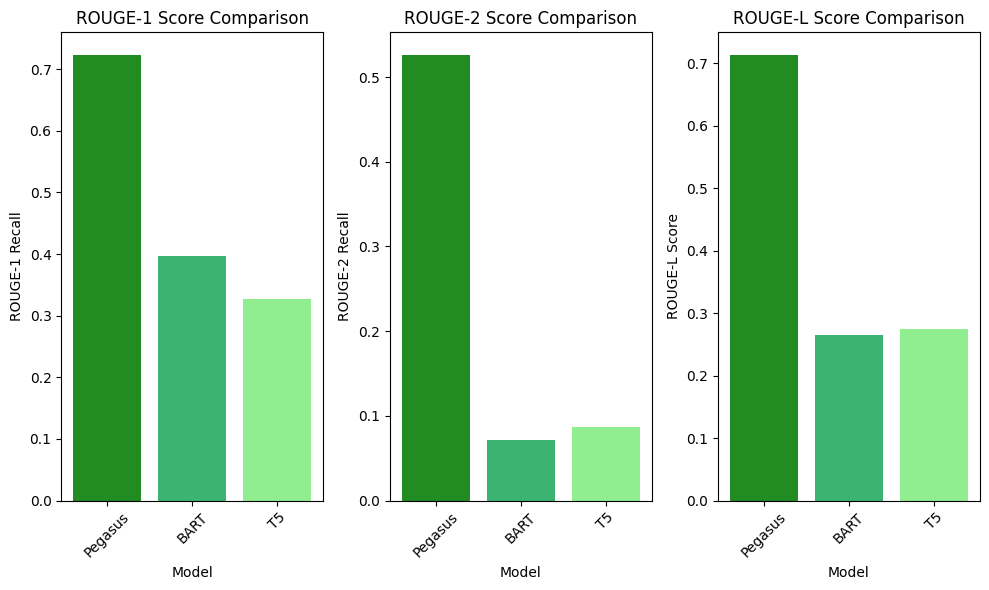 ROUGE-1 Score Comparison
ROUGE-1 Recall
0.7
0.6
0.5
0.4
0.3
0.2
0.1
0.0
Pegasus
BART
T5
Model
ROUGE-2 Score Comparison
ROUGE-2 Recall
0.5
0.4
0.3
0.2
0.1
0.0
Pegasus
BART
T5
Model
ROUGE-L Score Comparison
ROUGE-L Score
0.7
0.6
0.5
0.4
0.3
0.2
0.1
0.0
Pegasus
BART
T5
Model